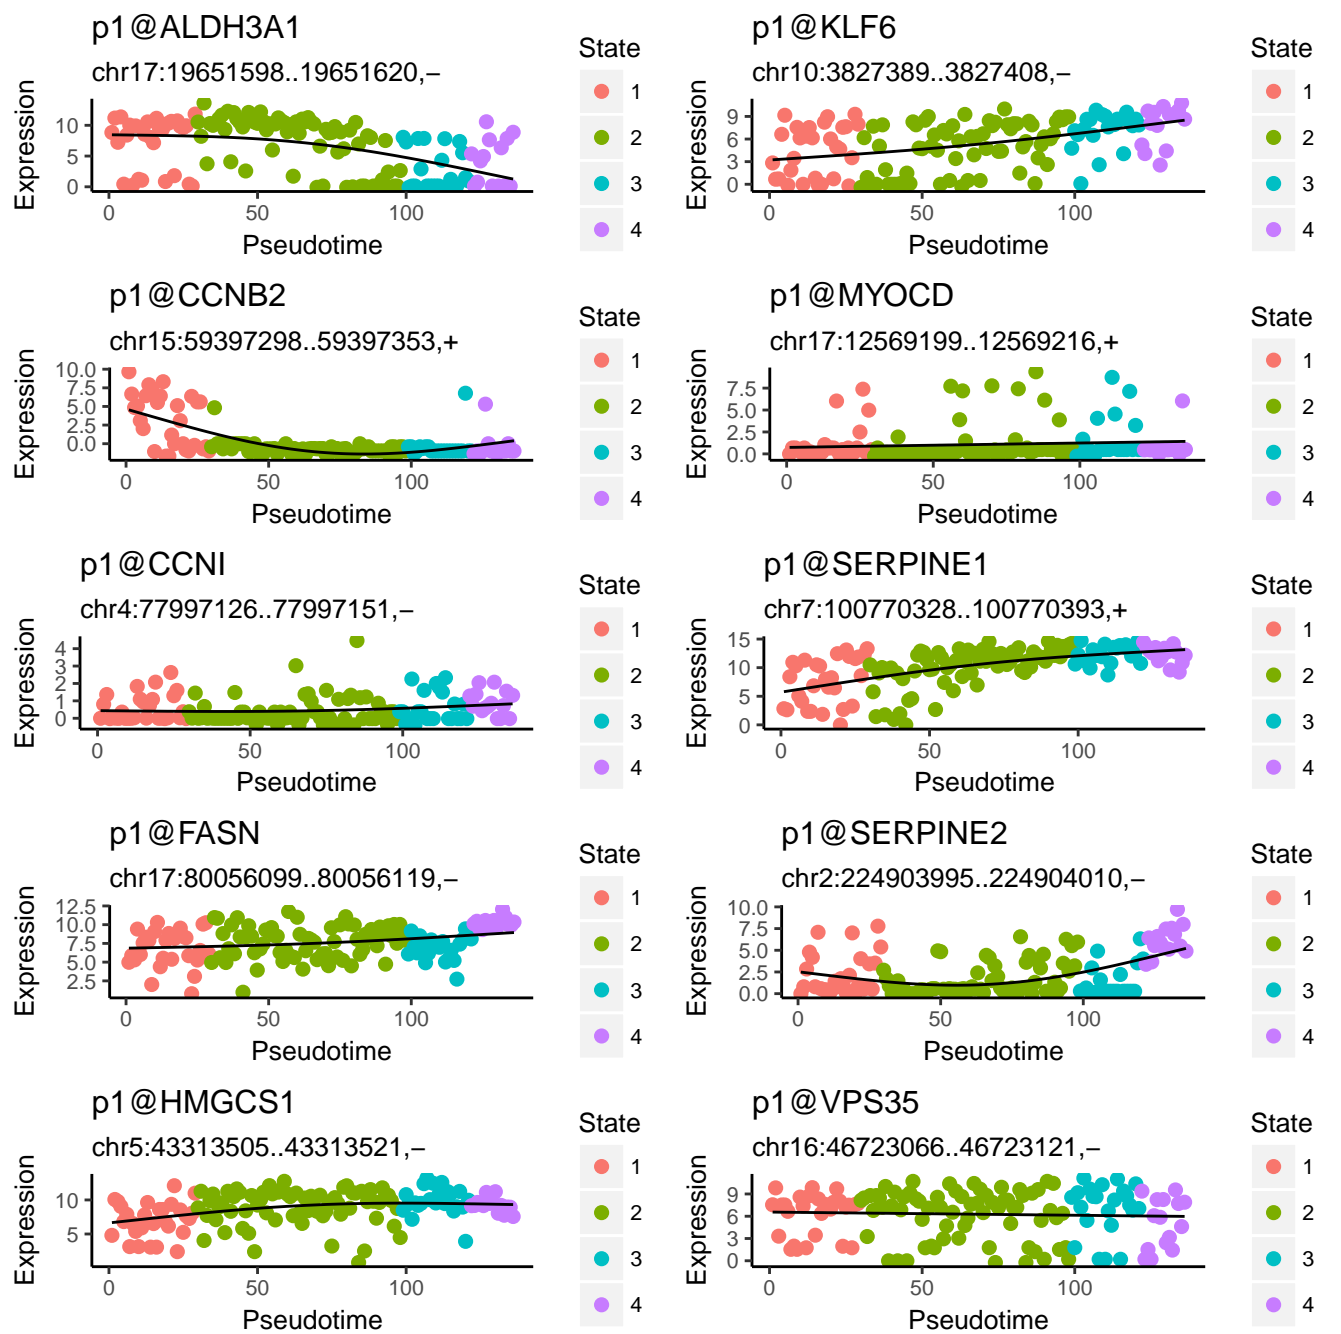 p1@ALDH3A1
chr17:19651598..19651620,−
Expression
10
5
0
0
50
100
Pseudotime
State
1
2
3
4
p1@KLF6
chr10:3827389..3827408,−
Expression
9
6
3
0
0
50
100
Pseudotime
State
1
2
3
4
p1@CCNB2
chr15:59397298..59397353,+
Expression
10.0
7.5
5.0
2.5
0.0
0
50
100
Pseudotime
State
1
2
3
4
p1@MYOCD
chr17:12569199..12569216,+
Expression
7.5
5.0
2.5
0.0
0
50
100
Pseudotime
State
1
2
3
4
p1@CCNI
chr4:77997126..77997151,−
Expression
4
3
2
1
0
0
50
100
Pseudotime
State
1
2
3
4
p1@SERPINE1
chr7:100770328..100770393,+
Expression
15
10
5
0
0
50
100
Pseudotime
State
1
2
3
4
p1@FASN
chr17:80056099..80056119,−
Expression
12.5
10.0
7.5
5.0
2.5
0
50
100
Pseudotime
State
1
2
3
4
p1@SERPINE2
chr2:224903995..224904010,−
Expression
10.0
7.5
5.0
2.5
0.0
0
50
100
Pseudotime
State
1
2
3
4
p1@HMGCS1
chr5:43313505..43313521,−
Expression
10
5
0
50
100
Pseudotime
State
1
2
3
4
p1@VPS35
chr16:46723066..46723121,−
Expression
9
6
3
0
0
50
100
Pseudotime
State
1
2
3
4